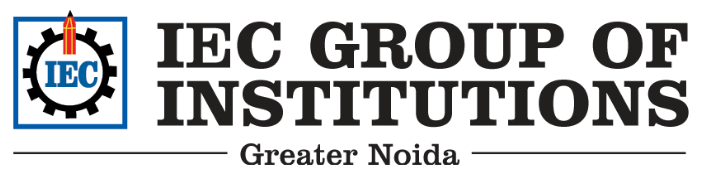 IEC
IEC GROUP OF
INSTITUTIONS
Greater Noida